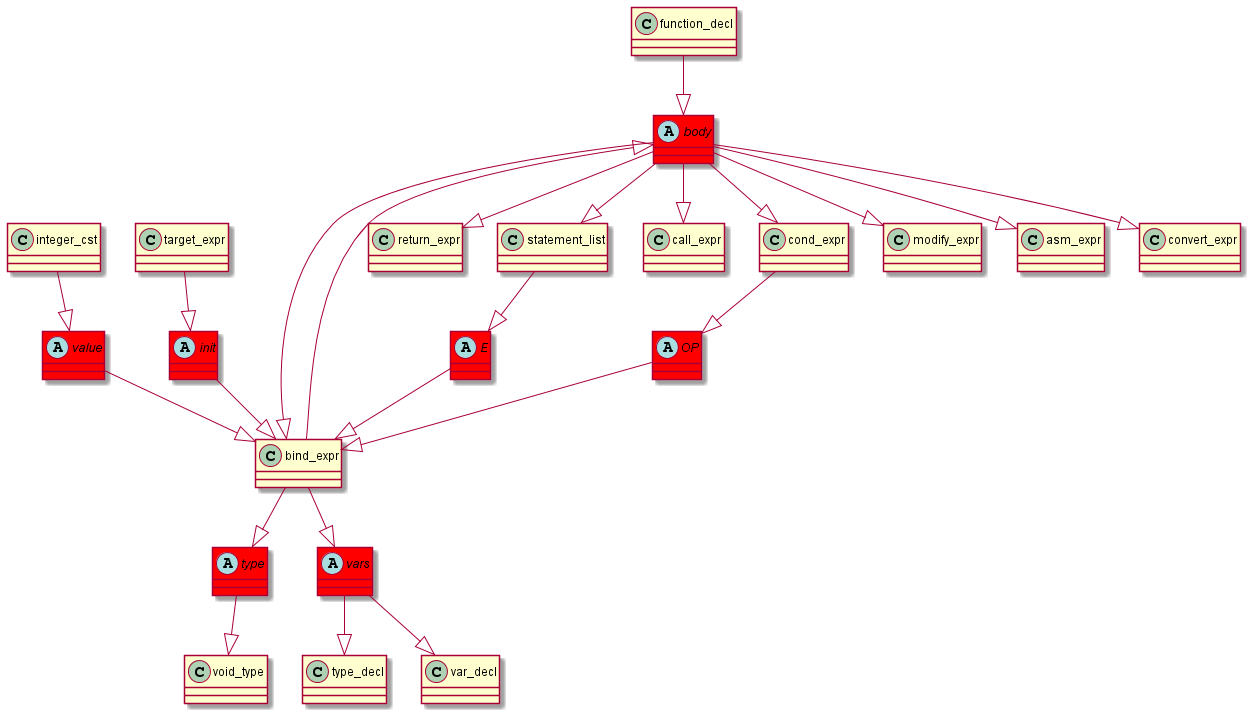 C function_decl
A body
C integer_cst
C target_expr
C return_expr
C statement_list
C call_expr
C cond_expr
C modify_expr
C asm_expr
C convert_expr
A value
A init
A E
A OP
C bind_expr
A type
A vars
C void_type
C type_decl
C var_decl